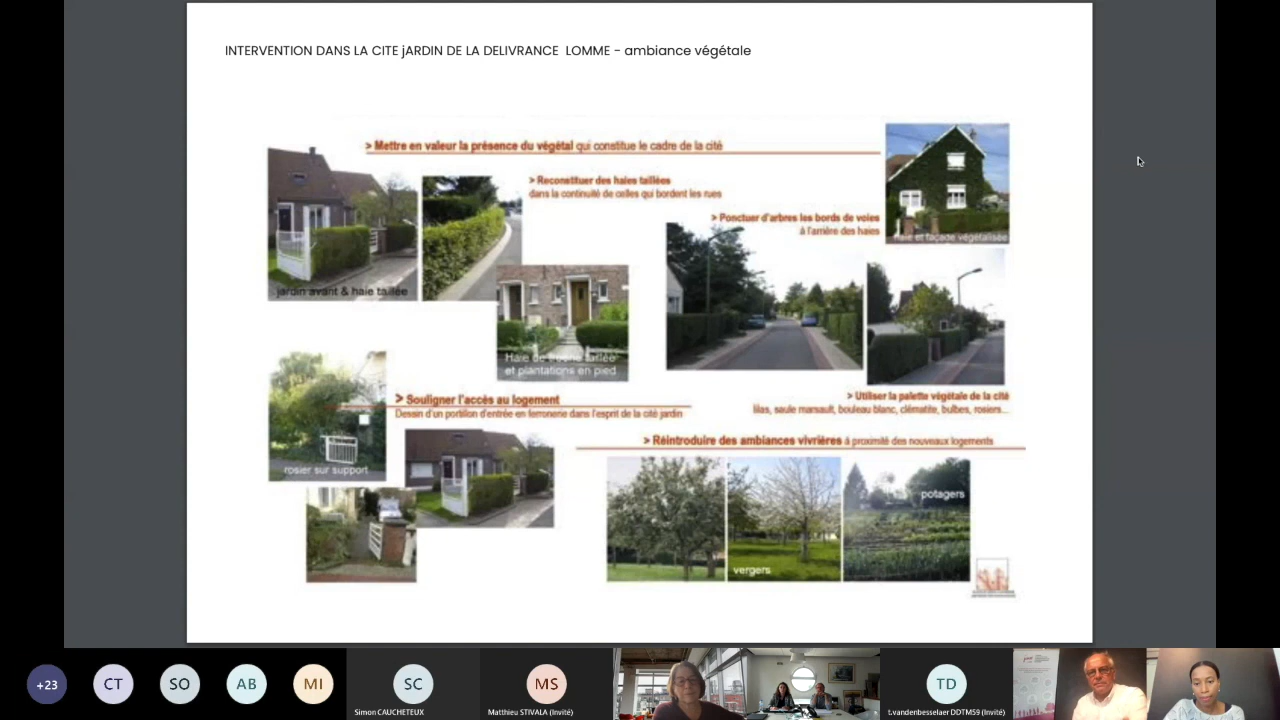 INTERVENTION DANS LA CITE jARDIN DE LA DELIVRANCE LOMME - ambiance végétale
> Mettre en valeur la présence du végétal qui constitue le cadre de la cité
> Reconstituer des haies taillées
dans la continuité de celles qui bordent les rues
> Ponctuer d'arbres les bords de voies
à l'arrière des haies
haie et façade végétalisée
jardin avant & haie taillée
Haie de troène taillée
et plantations en pied
> Souligner l'accès au logement
Dessin d'un portillon d'entrée en ferronerie dans l'esprit de la cité jardin
> Utiliser la palette végétale de la cité
lilas, saule marsault, bouleau blanc, clématite, bulbes, rosiers...
> Réintroduire des ambiances vivrières à proximité des nouveaux logements
rosier sur support
potagers
vergers
+23
CT
SO
AB
MI
SC
Simon CAUCHETEUX
MS
Matthieu STIVALA (Invité)
TD
t.vandenbesselaer DDTM59 (Invité)